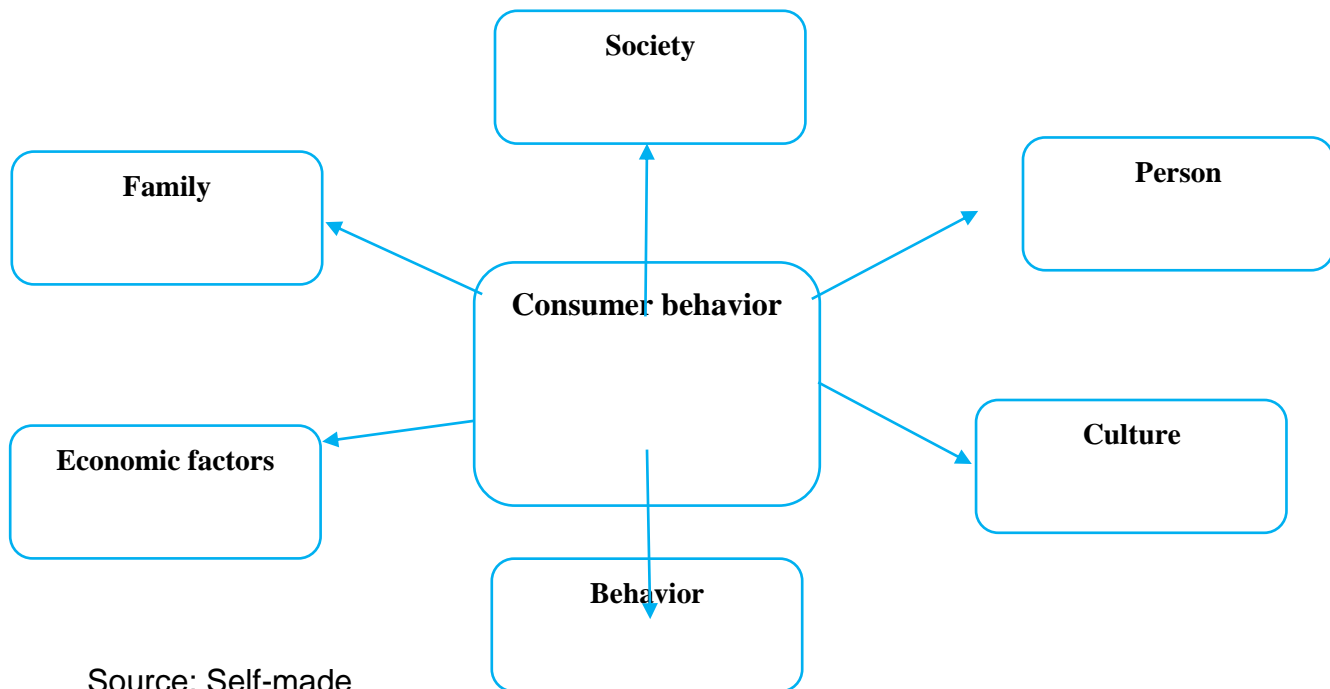 Society
Family
Person
Consumer behavior
Economic factors
Culture
Behavior
Source: Self-made